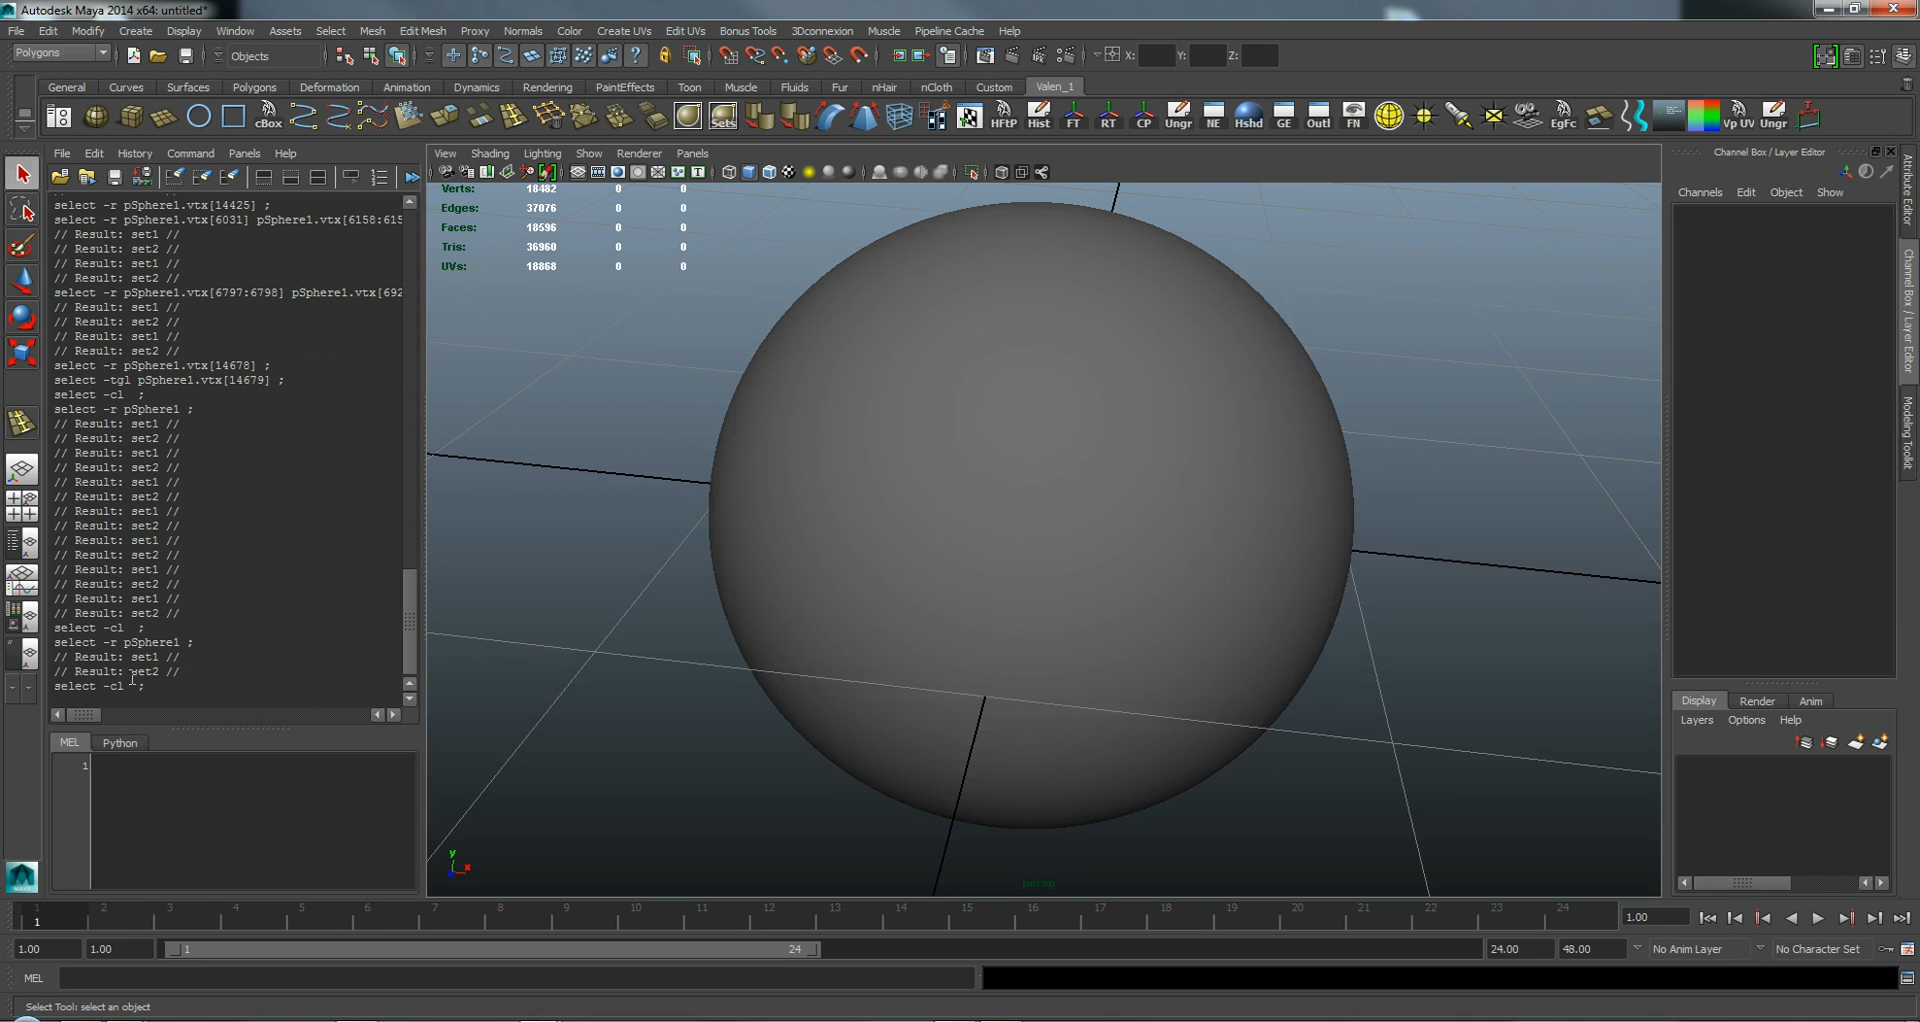 Autodesk Maya 2014 x64: untitled*
File Edit Modify Create Display Window Assets Select Mesh Edit Mesh Proxy Normals Color Create UVs Edit UVs Bonus Tools 3Dconnexion Muscle Pipeline Cache Help
Polygons Objects X: Y: Z:
General Curves Surfaces Polygons Deformation Animation Dynamics Rendering PaintEffects Toon Muscle Fluids Fur nHair nCloth Custom Valen_1
cBox Sets HFtP Hist FT RT CP Ungr NE Hshd GE Outl FN EgFc Vp UV Ungr
File Edit History Command Panels Help
View Shading Lighting Show Renderer Panels
Channel Box / Layer Editor
Channels Edit Object Show
select -r pSphere1.vtx[14425] ;
select -r pSphere1.vtx[6031] pSphere1.vtx[6158:615
// Result: set1 //
// Result: set2 //
// Result: set1 //
// Result: set2 //
select -r pSphere1.vtx[6797:6798] pSphere1.vtx[692
// Result: set1 //
// Result: set2 //
// Result: set1 //
// Result: set2 //
select -r pSphere1.vtx[14678] ;
select -tgl pSphere1.vtx[14679] ;
select -cl  ;
select -r pSphere1 ;
// Result: set1 //
// Result: set2 //
// Result: set1 //
// Result: set2 //
// Result: set1 //
// Result: set2 //
// Result: set1 //
// Result: set2 //
// Result: set1 //
// Result: set2 //
// Result: set1 //
// Result: set2 //
// Result: set1 //
// Result: set2 //
select -cl  ;
select -r pSphere1 ;
// Result: set1 //
// Result: set2 //
select -cl  ;
MEL Python
1
Verts: 18482 0 0
Edges: 37076 0 0
Faces: 18596 0 0
Tris: 36960 0 0
UVs: 18868 0 0
y
x
persp
Attribute Editor
Channel Box / Layer Editor
Modeling Toolkit
Display Render Anim
Layers Options Help
1 2 3 4 5 6 7 8 9 10 11 12 13 14 15 16 17 18 19 20 21 22 23 24
1
1.00
1.00 1.00 1 24 24.00 48.00 No Anim Layer No Character Set
MEL
Select Tool: select an object